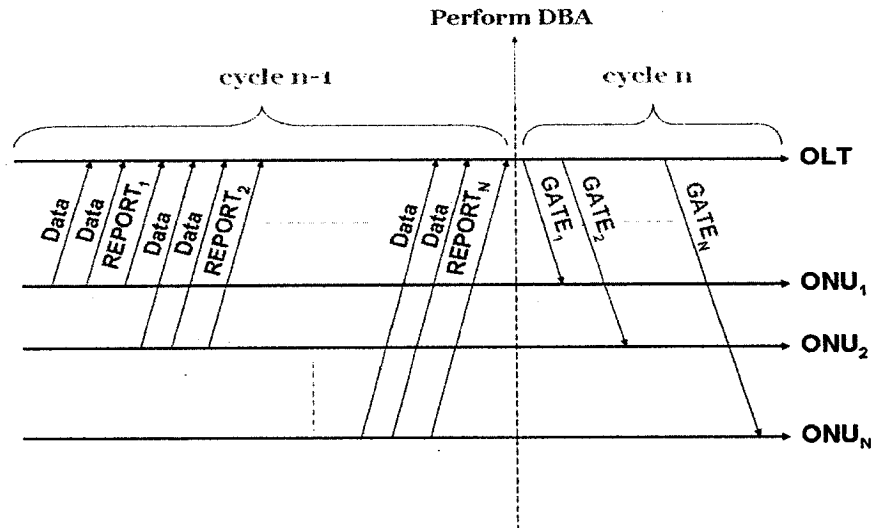 Perform DBA
cycle n-1
cycle n
OLT
Data
Data
REPORT1
Data
Data
REPORT2
Data
Data
REPORTN
GATE1
GATE2
GATEN
ONU1
ONU2
ONUN